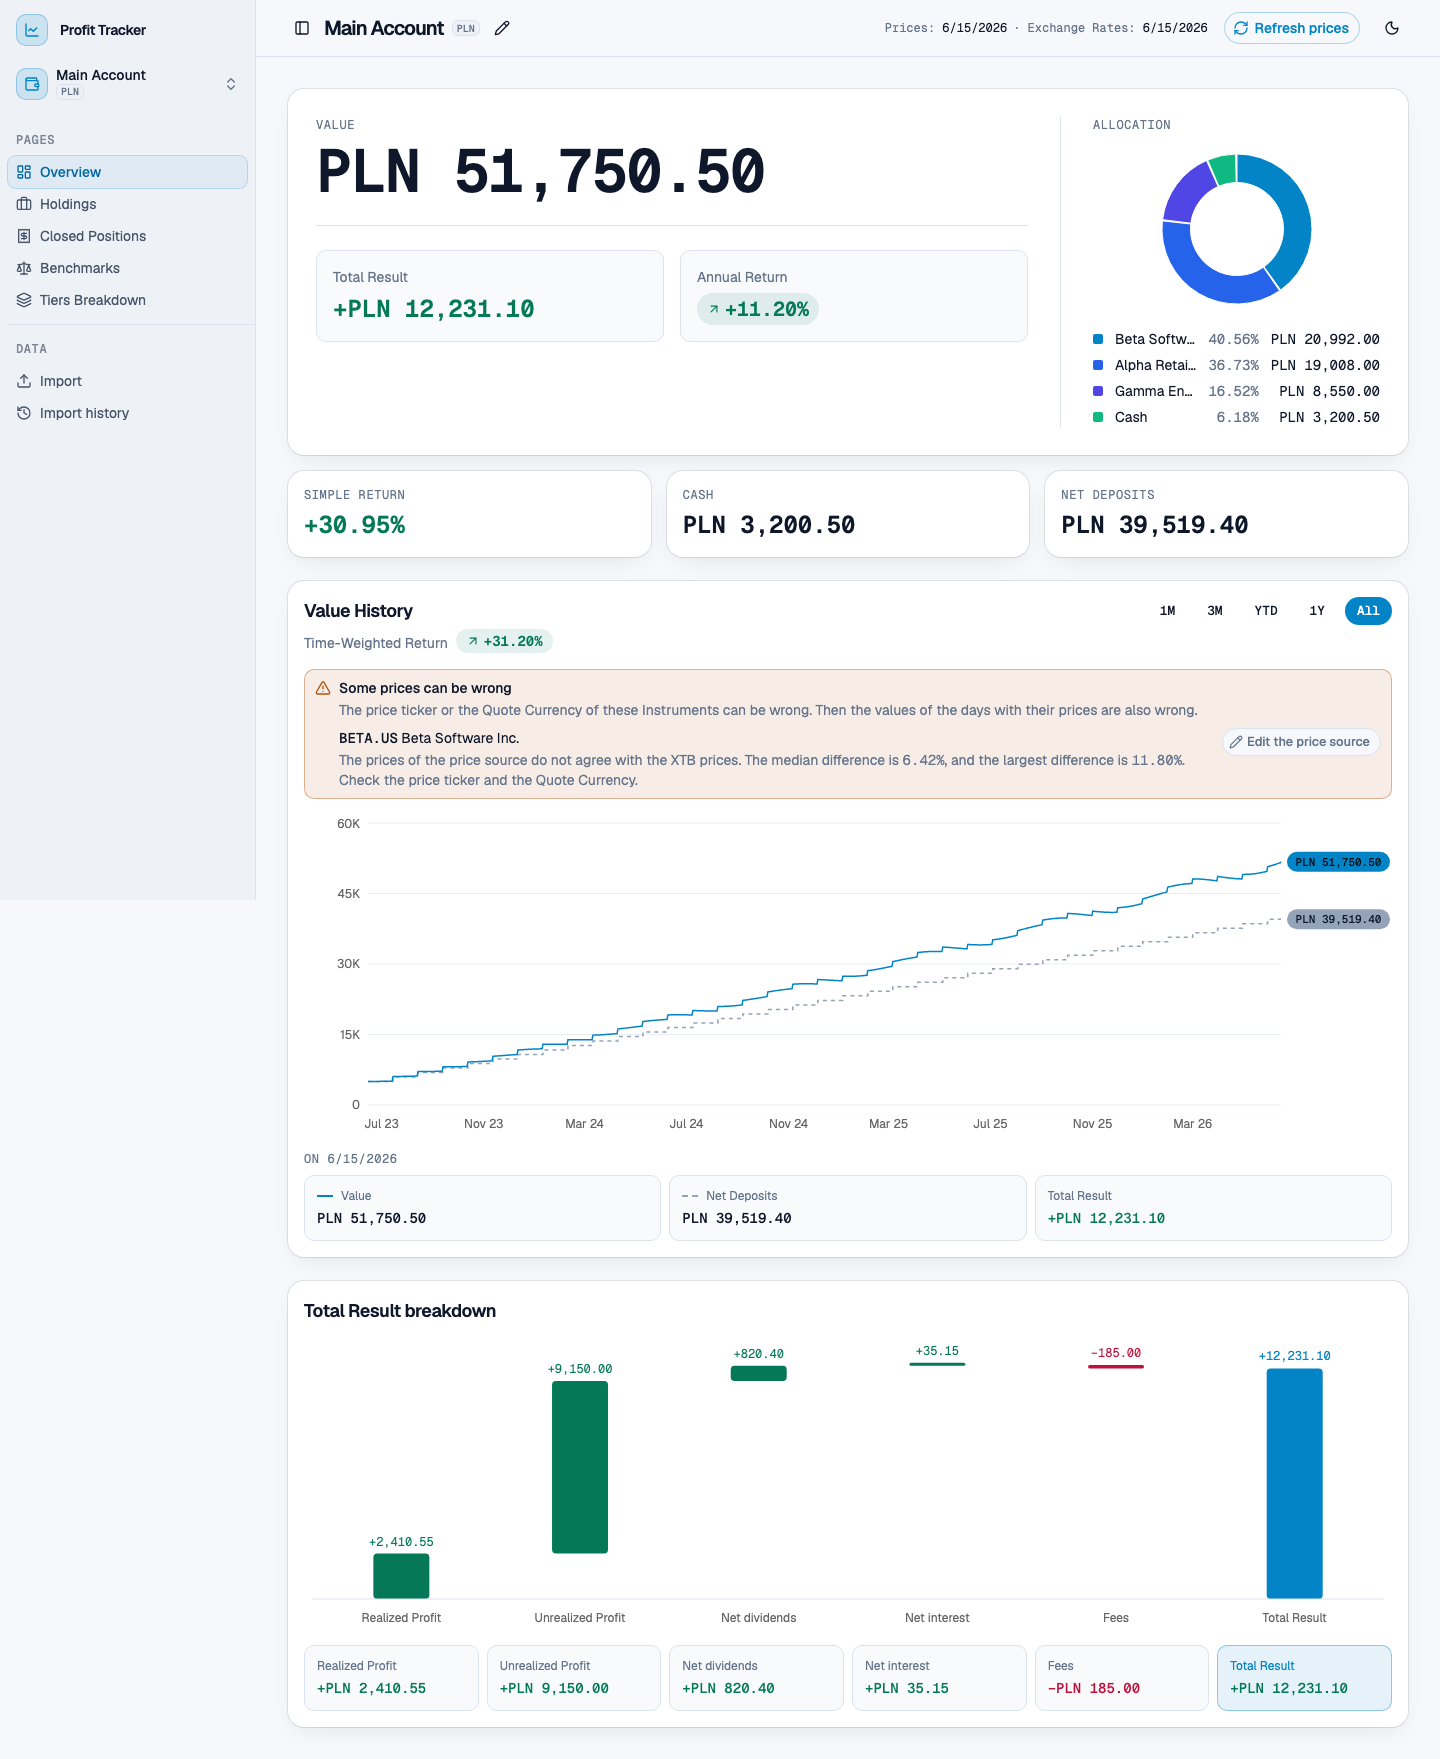 Profit Tracker
Main Account
PLN
PAGES
Overview
Holdings
Closed Positions
Benchmarks
Tiers Breakdown
DATA
Import
Import history
Main Account PLN
Prices: 6/15/2026 · Exchange Rates: 6/15/2026
Refresh prices
VALUE
PLN 51,750.50
Total Result
+PLN 12,231.10
Annual Return
+11.20%
ALLOCATION
Beta Softw... 40.56% PLN 20,992.00
Alpha Retai... 36.73% PLN 19,008.00
Gamma En... 16.52% PLN 8,550.00
Cash 6.18% PLN 3,200.50
SIMPLE RETURN
+30.95%
CASH
PLN 3,200.50
NET DEPOSITS
PLN 39,519.40
Value History
1M 3M YTD 1Y All
Time-Weighted Return +31.20%
Some prices can be wrong
The price ticker or the Quote Currency of these Instruments can be wrong. Then the values of the days with their prices are also wrong.
BETA.US Beta Software Inc.
The prices of the price source do not agree with the XTB prices. The median difference is 6.42%, and the largest difference is 11.80%.
Check the price ticker and the Quote Currency.
Edit the price source
60K
45K
30K
15K
0
PLN 51,750.50
PLN 39,519.40
Jul 23 Nov 23 Mar 24 Jul 24 Nov 24 Mar 25 Jul 25 Nov 25 Mar 26
ON 6/15/2026
Value
PLN 51,750.50
Net Deposits
PLN 39,519.40
Total Result
+PLN 12,231.10
Total Result breakdown
+2,410.55
+9,150.00
+820.40
+35.15
−185.00
+12,231.10
Realized Profit Unrealized Profit Net dividends Net interest Fees Total Result
Realized Profit
+PLN 2,410.55
Unrealized Profit
+PLN 9,150.00
Net dividends
+PLN 820.40
Net interest
+PLN 35.15
Fees
−PLN 185.00
Total Result
+PLN 12,231.10